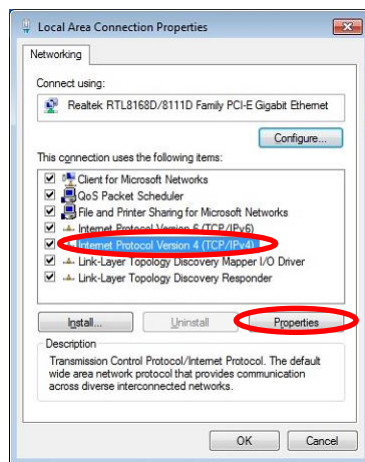 Local Area Connection Properties
Networking
Connect using:
Realtek RTL8168D/8111D Family PCI-E Gigabit Ethernet
Configure...
This connection uses the following items:
Client for Microsoft Networks
QoS Packet Scheduler
File and Printer Sharing for Microsoft Networks
Internet Protocol Version 6 (TCP/IPv6)
Internet Protocol Version 4 (TCP/IPv4)
Link-Layer Topology Discovery Mapper I/O Driver
Link-Layer Topology Discovery Responder
Install...
Uninstall
Properties
Description
Transmission Control Protocol/Internet Protocol. The default
wide area network protocol that provides communication
across diverse interconnected networks.
OK
Cancel